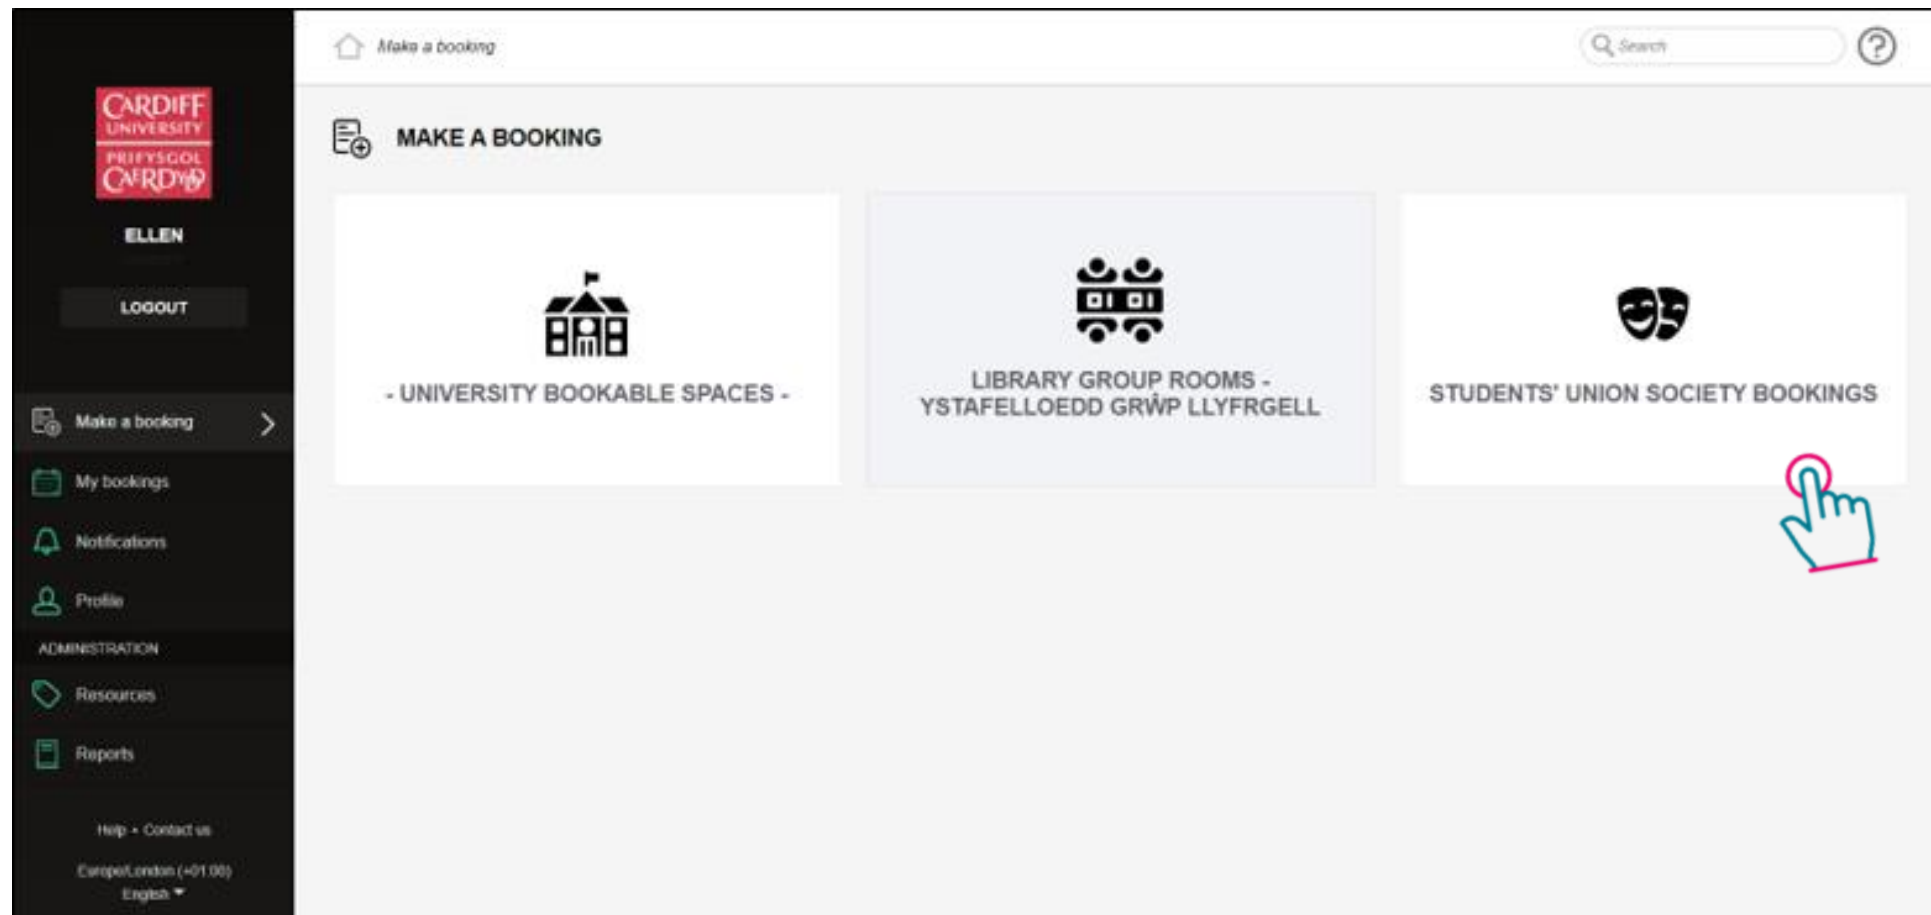 CARDIFF
UNIVERSITY
PRIFYSGOL
CAERDYDD
ELLEN
LOGOUT
Make a booking
My bookings
Notifications
Profile
ADMINISTRATION
Resources
Reports
Help • Contact us
Europe/London (+01:00)
English
Make a booking
Search
?
MAKE A BOOKING
- UNIVERSITY BOOKABLE SPACES -
LIBRARY GROUP ROOMS -
YSTAFELLOEDD GRŴP LLYFRGELL
STUDENTS' UNION SOCIETY BOOKINGS